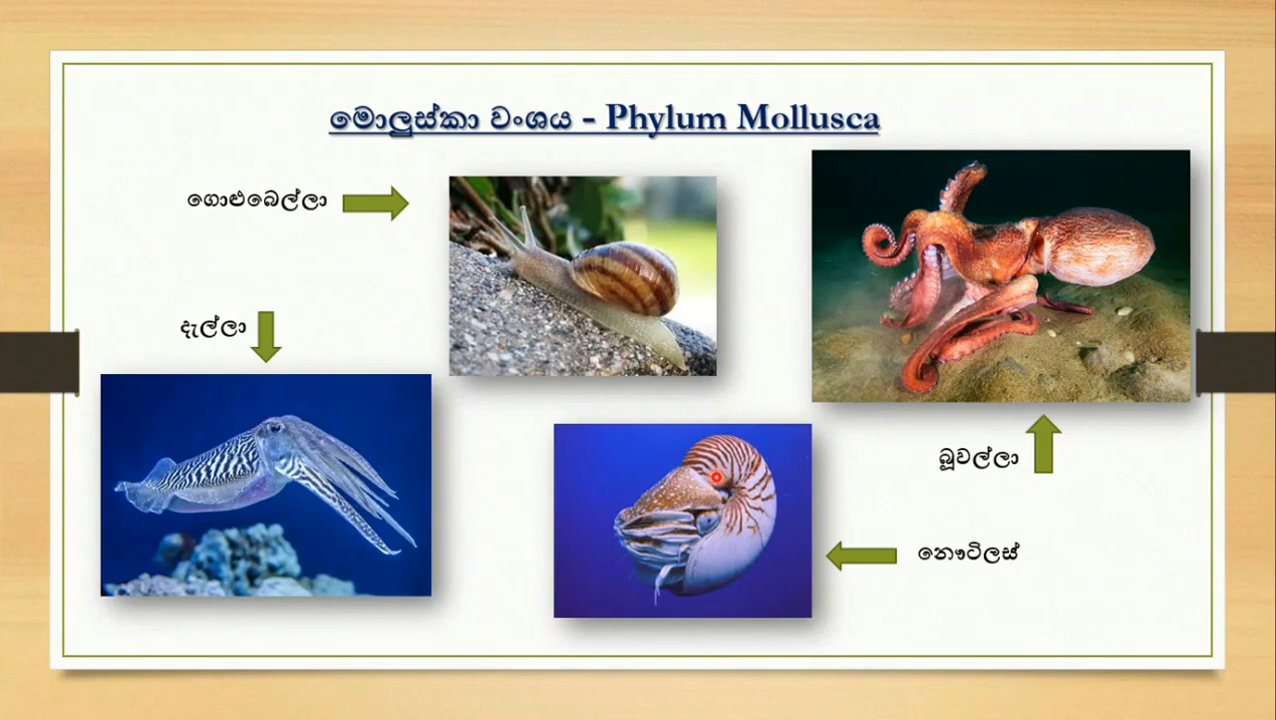 මොලුස්කා වංශය - Phylum Mollusca
ගොළුබෙල්ලා
දැල්ලා
බූවල්ලා
නෞටිලස්